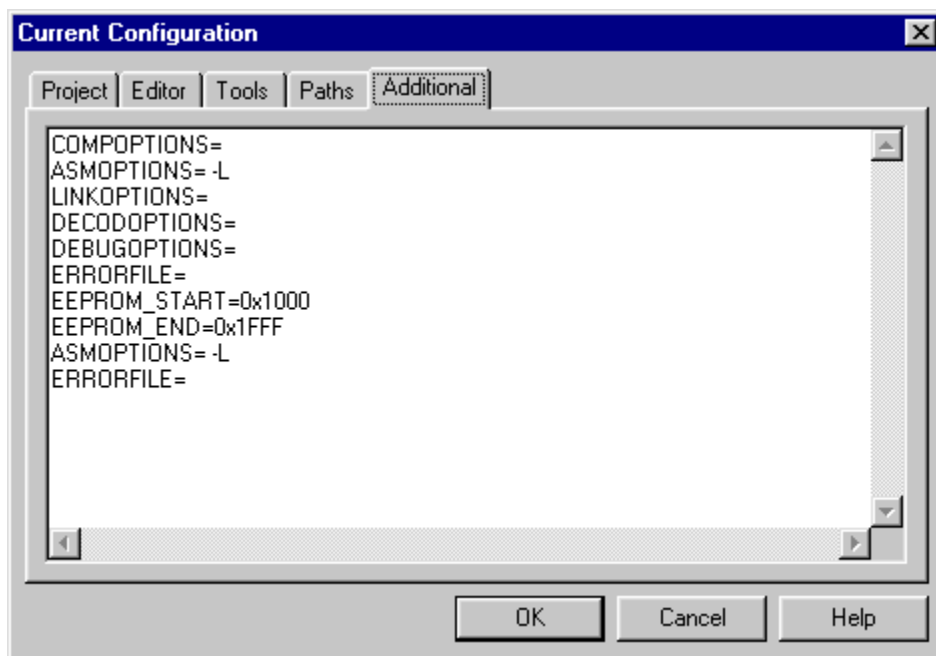 Current Configuration
Project Editor Tools Paths Additional
COMPOPTIONS=
ASMOPTIONS= -L
LINKOPTIONS=
DECODOPTIONS=
DEBUGOPTIONS=
ERRORFILE=
EEPROM_START=0x1000
EEPROM_END=0x1FFF
ASMOPTIONS= -L
ERRORFILE=
OK Cancel Help